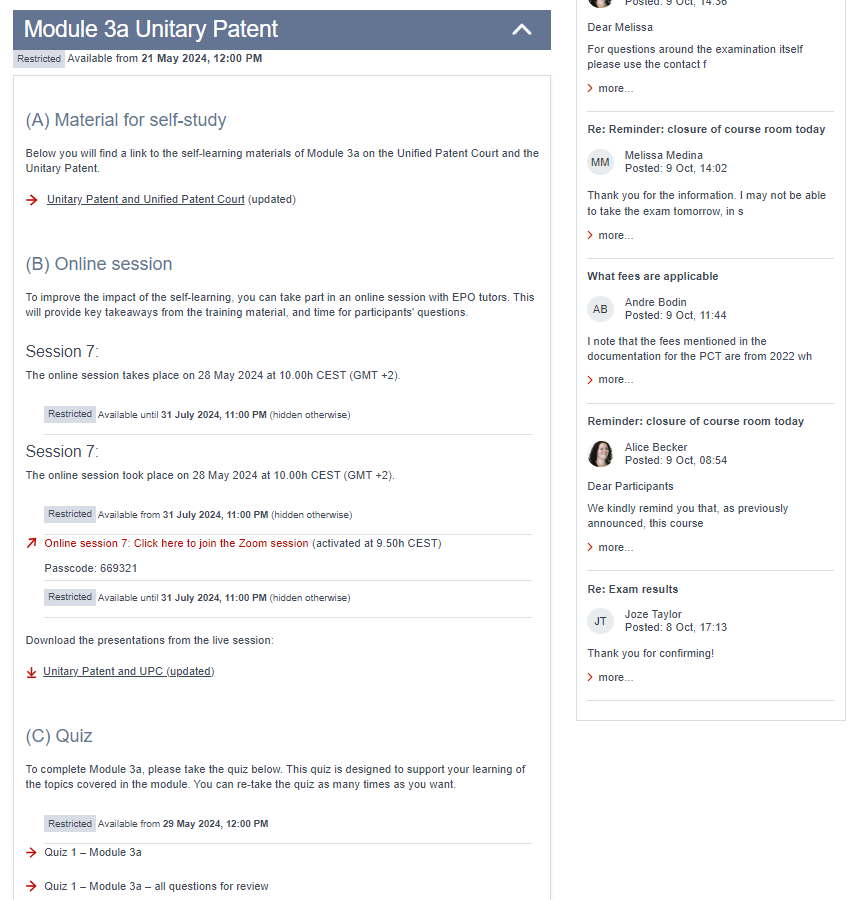 Module 3a Unitary Patent
Restricted Available from 21 May 2024, 12:00 PM
(A) Material for self-study
Below you will find a link to the self-learning materials of Module 3a on the Unified Patent Court and the
Unitary Patent.
Unitary Patent and Unified Patent Court (updated)
(B) Online session
To improve the impact of the self-learning, you can take part in an online session with EPO tutors. This
will provide key takeaways from the training material, and time for participants' questions.
Session 7:
The online session takes place on 28 May 2024 at 10.00h CEST (GMT +2).
Restricted Available until 31 July 2024, 11:00 PM (hidden otherwise)
Session 7:
The online session took place on 28 May 2024 at 10.00h CEST (GMT +2).
Restricted Available from 31 July 2024, 11:00 PM (hidden otherwise)
Online session 7: Click here to join the Zoom session (activated at 9.50h CEST)
Passcode: 669321
Restricted Available until 31 July 2024, 11:00 PM (hidden otherwise)
Download the presentations from the live session:
Unitary Patent and UPC (updated)
(C) Quiz
To complete Module 3a, please take the quiz below. This quiz is designed to support your learning of
the topics covered in the module. You can re-take the quiz as many times as you want.
Restricted Available from 29 May 2024, 12:00 PM
Quiz 1 – Module 3a
Quiz 1 – Module 3a – all questions for review
Posted: 9 Oct, 14:36
Dear Melissa
For questions around the examination itself
please use the contact f
more...
Re: Reminder: closure of course room today
MM
Melissa Medina
Posted: 9 Oct, 14:02
Thank you for the information. I may not be able
to take the exam tomorrow, in s
more...
What fees are applicable
AB
Andre Bodin
Posted: 9 Oct, 11:44
I note that the fees mentioned in the
documentation for the PCT are from 2022 wh
more...
Reminder: closure of course room today
Alice Becker
Posted: 9 Oct, 08:54
Dear Participants
We kindly remind you that, as previously
announced, this course
more...
Re: Exam results
JT
Joze Taylor
Posted: 8 Oct, 17:13
Thank you for confirming!
more...